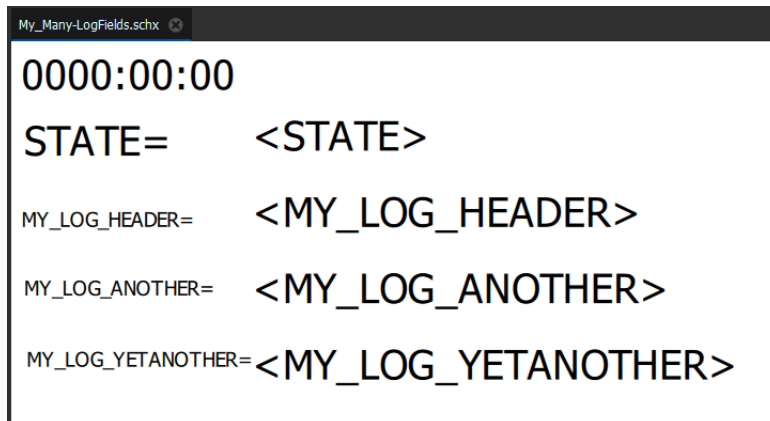 My_Many-LogFields.schx
0000:00:00
STATE= <STATE>
MY_LOG_HEADER= <MY_LOG_HEADER>
MY_LOG_ANOTHER= <MY_LOG_ANOTHER>
MY_LOG_YETANOTHER= <MY_LOG_YETANOTHER>